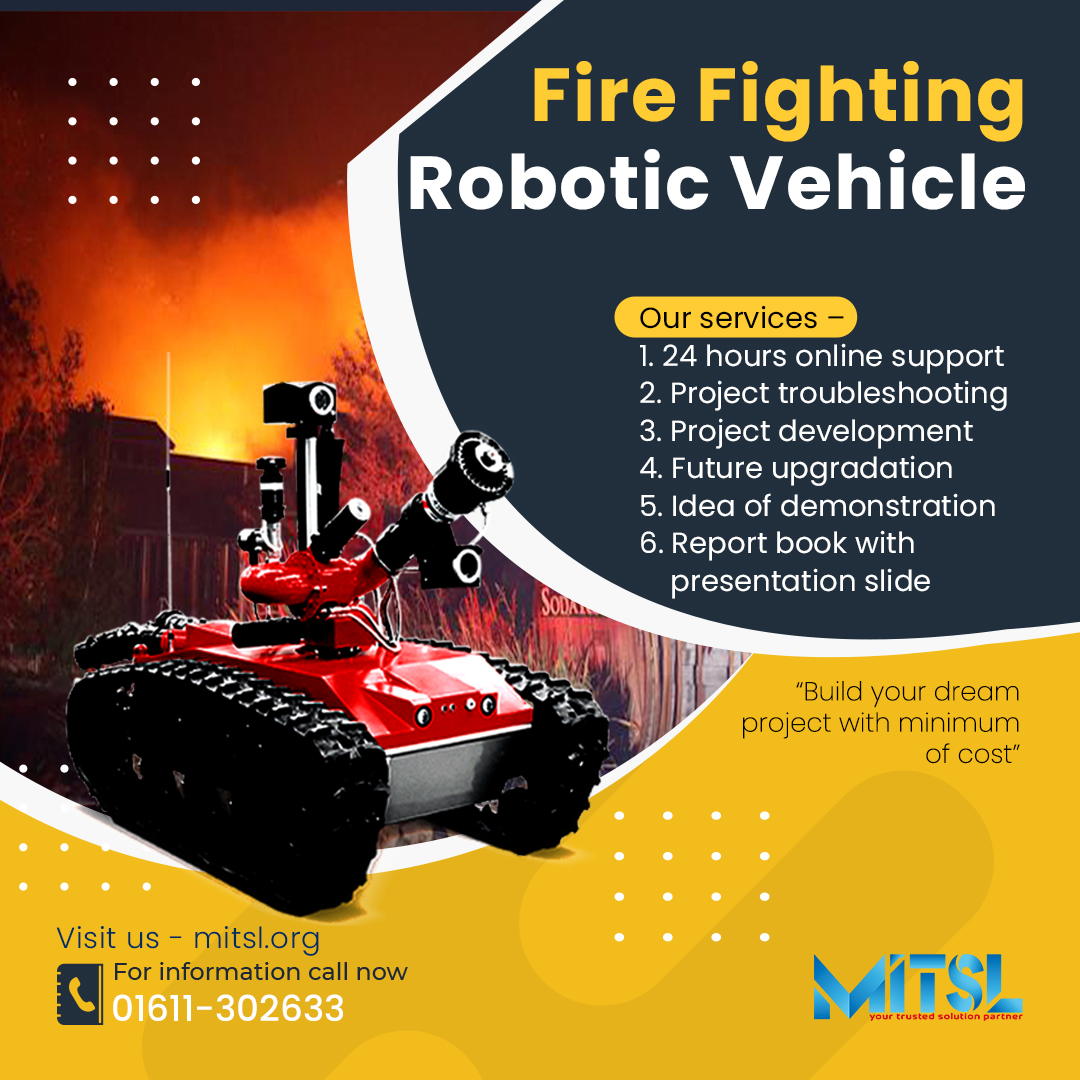 Fire Fighting
Robotic Vehicle
Our services –
1. 24 hours online support
2. Project troubleshooting
3. Project development
4. Future upgradation
5. Idea of demonstration
6. Report book with
presentation slide
“Build your dream
project with minimum
of cost”
Visit us - mitsl.org
For information call now
01611-302633
MiTSL
your trusted solution partner